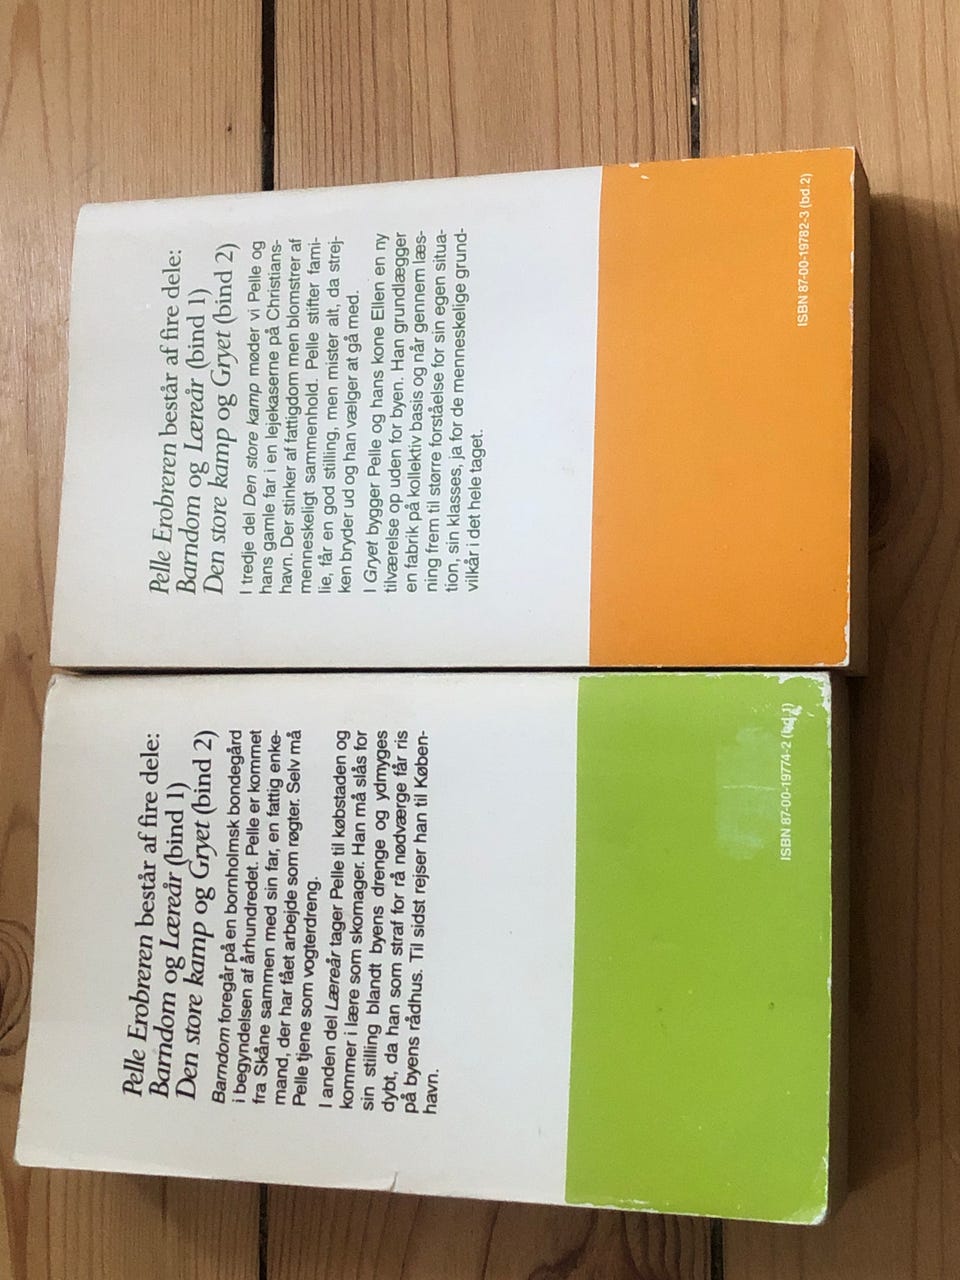 Pelle Erobreren består af fire dele:
Barndom og Læreår (bind 1)
Den store kamp og Gryet (bind 2)
Barndom foregår på en bornholmsk bondegård
i begyndelsen af århundredet. Pelle er kommet
fra Skåne sammen med sin far, en fattig enke-
mand, der har fået arbejde som røgter. Selv må
Pelle tjene som vogterdreng.
I anden del Læreår tager Pelle til købstaden og
kommer i lære som skomager. Han må slås for
sin stilling blandt byens drenge og ydmyges
dybt, da han som straf for rå nødværge får ris
på byens rådhus. Til sidst rejser han til Køben-
havn.
ISBN 87-00-19774-2 (bd.1)
Pelle Erobreren består af fire dele:
Barndom og Læreår (bind 1)
Den store kamp og Gryet (bind 2)
I tredje del Den store kamp møder vi Pelle og
hans gamle far i en lejekaserne på Christians-
havn. Der stinker af fattigdom men blomstrer af
menneskeligt sammenhold. Pelle stifter fami-
lie, får en god stilling, men mister alt, da strej-
ken bryder ud og han vælger at gå med.
I Gryet bygger Pelle og hans kone Ellen en ny
tilværelse op uden for byen. Han grundlægger
en fabrik på kollektiv basis og når gennem læs-
ning frem til større forståelse for sin egen situa-
tion, sin klasses, ja for de menneskelige grund-
vilkår i det hele taget.
ISBN 87-00-19782-3 (bd.2)